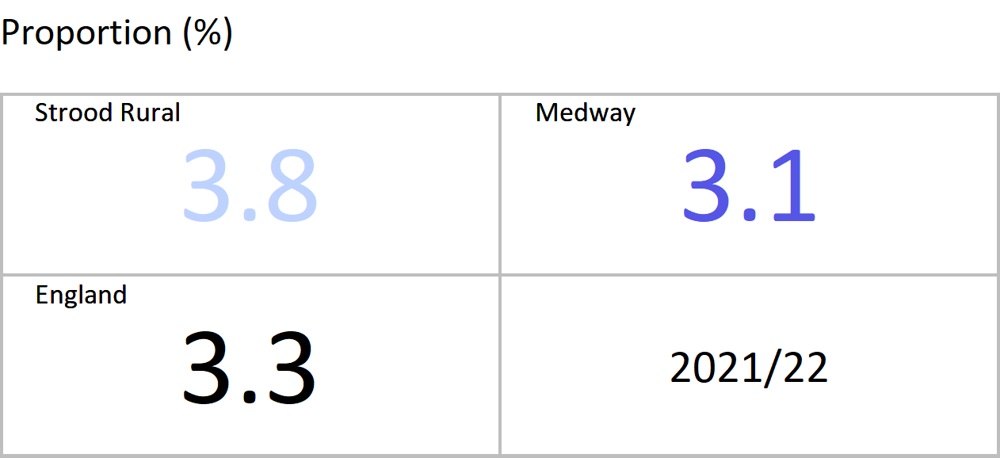 Proportion (%)
Strood Rural
3.8
Medway
3.1
England
3.3
2021/22